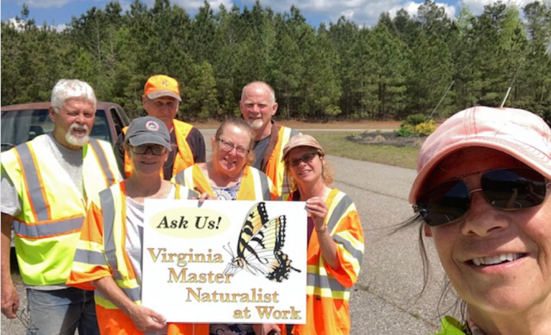 Ask Us!
Virginia
Master
Naturalist
at Work